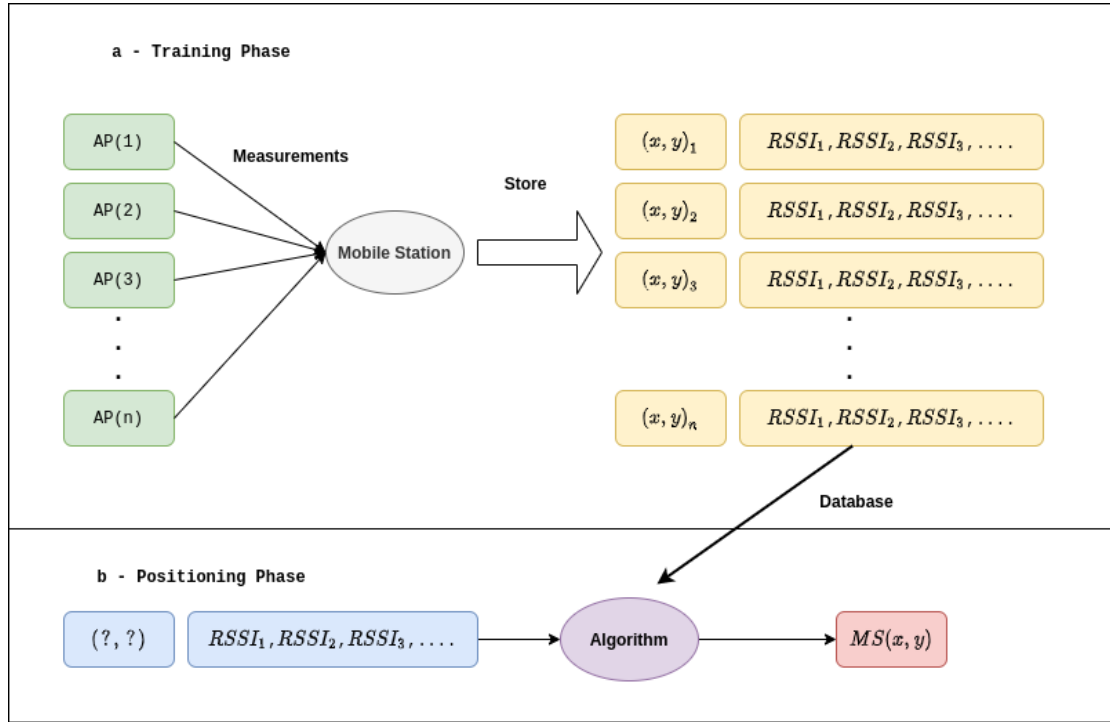 a - Training Phase
AP(1)
AP(2)
AP(3)
.
.
.
AP(n)
Measurements
Mobile Station
Store
(x, y)₁ RSSI₁, RSSI₂, RSSI₃, ....
(x, y)₂ RSSI₁, RSSI₂, RSSI₃, ....
(x, y)₃ RSSI₁, RSSI₂, RSSI₃, ....
.
.
.
(x, y)ₙ RSSI₁, RSSI₂, RSSI₃, ....
Database
b - Positioning Phase
(?, ?) RSSI₁, RSSI₂, RSSI₃, ....
Algorithm
MS(x, y)